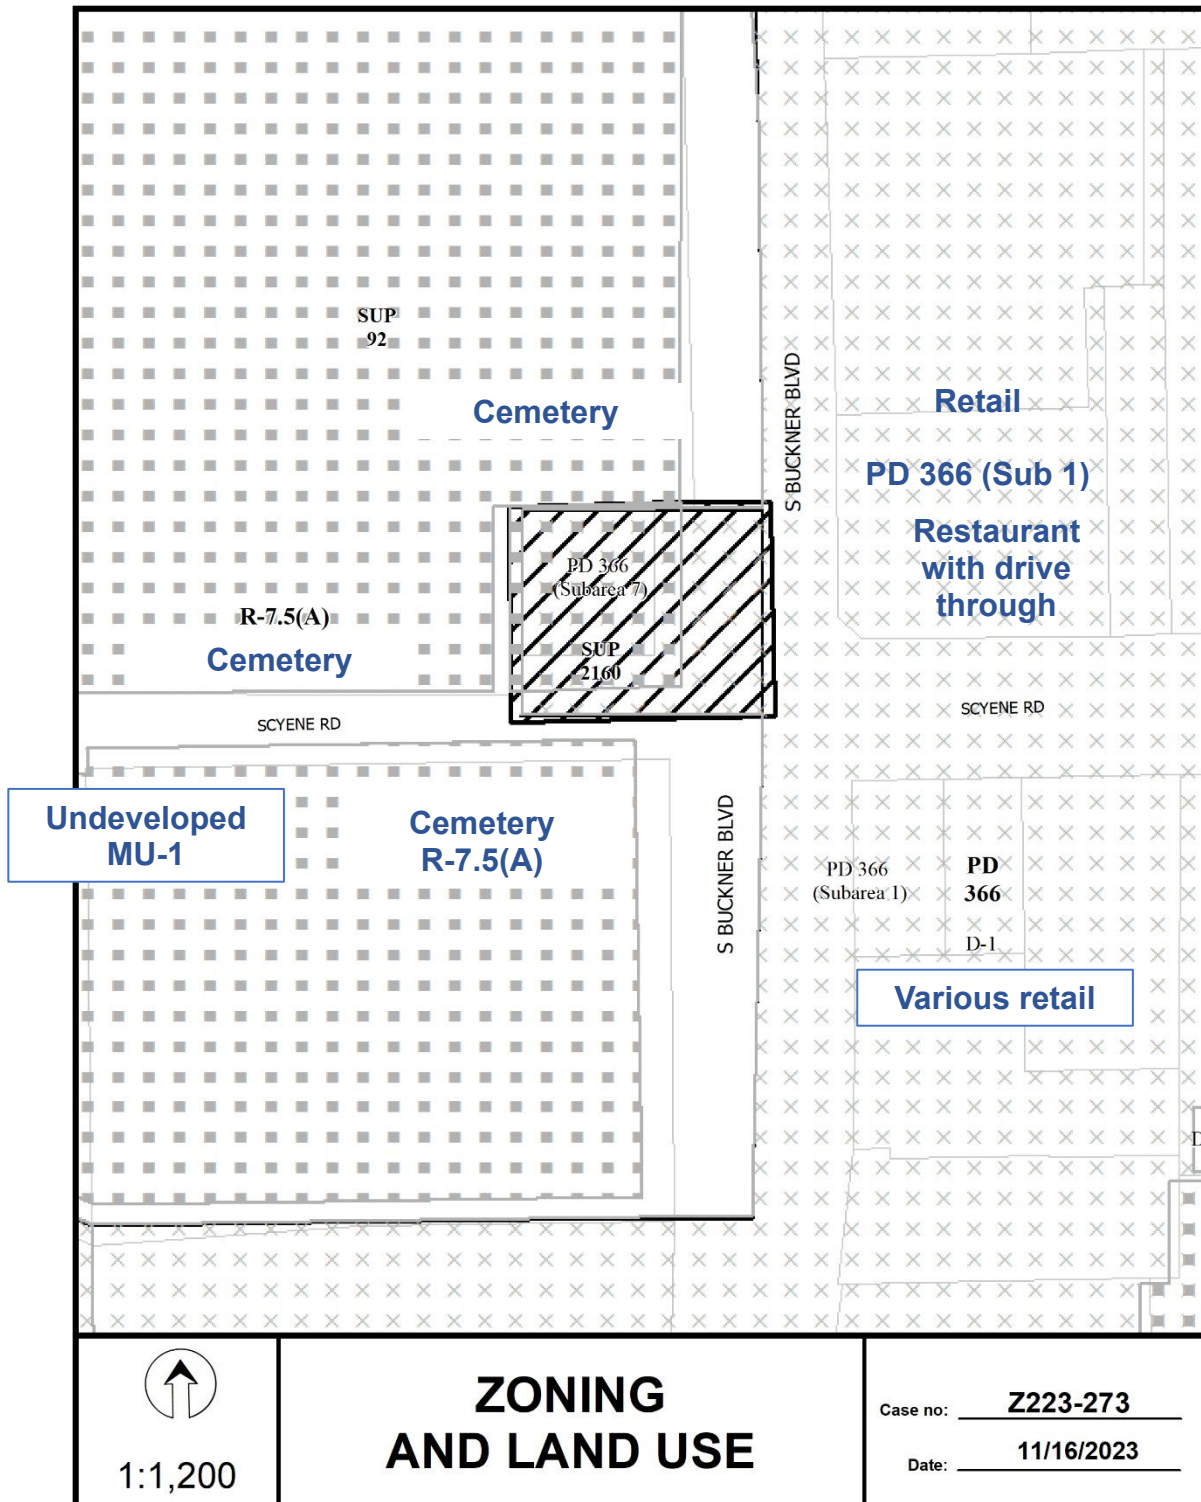 SUP
92
Cemetery
S BUCKNER BLVD
Retail
PD 366 (Sub 1)
Restaurant
with drive
through
PD 366
(Subarea 7)
R-7.5(A)
Cemetery
SUP
2160
SCYENE RD
SCYENE RD
Undeveloped
MU-1
Cemetery
R-7.5(A)
S BUCKNER BLVD
PD 366
(Subarea 1)
PD
366
D-1
Various retail
D
1:1,200
ZONING
AND LAND USE
Case no: Z223-273
Date: 11/16/2023